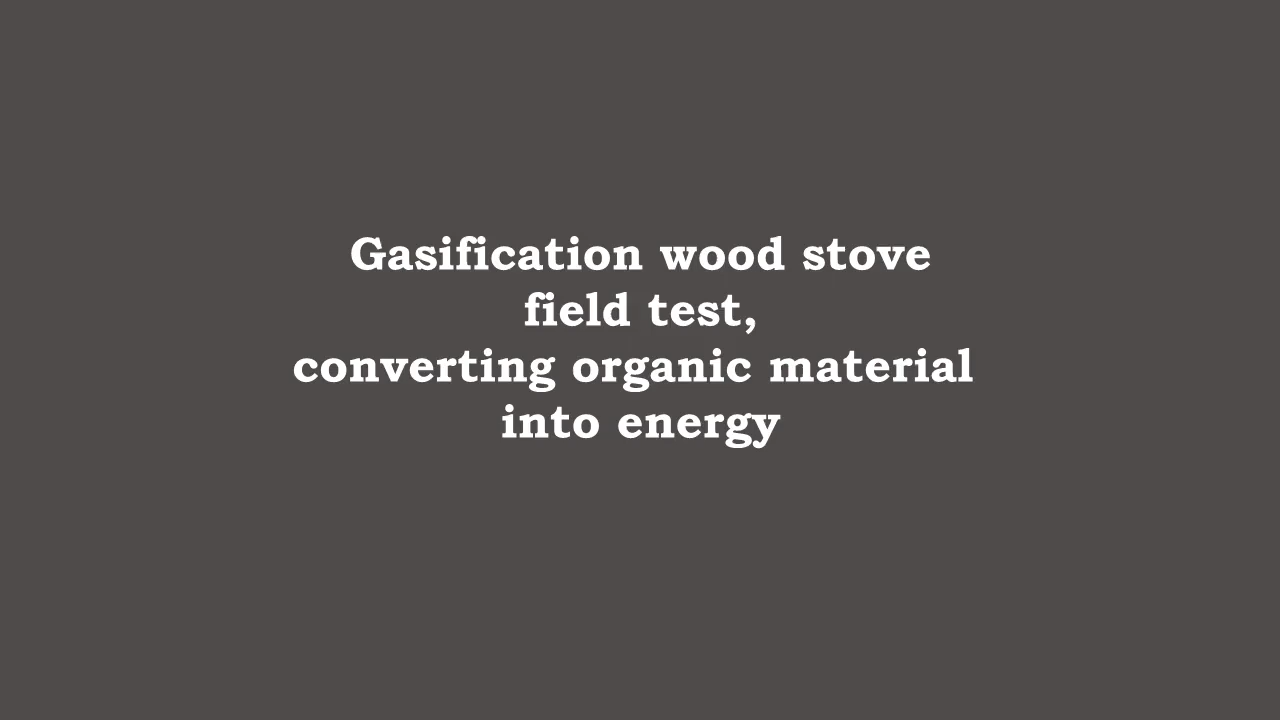 Gasification wood stove
field test,
converting organic material
into energy